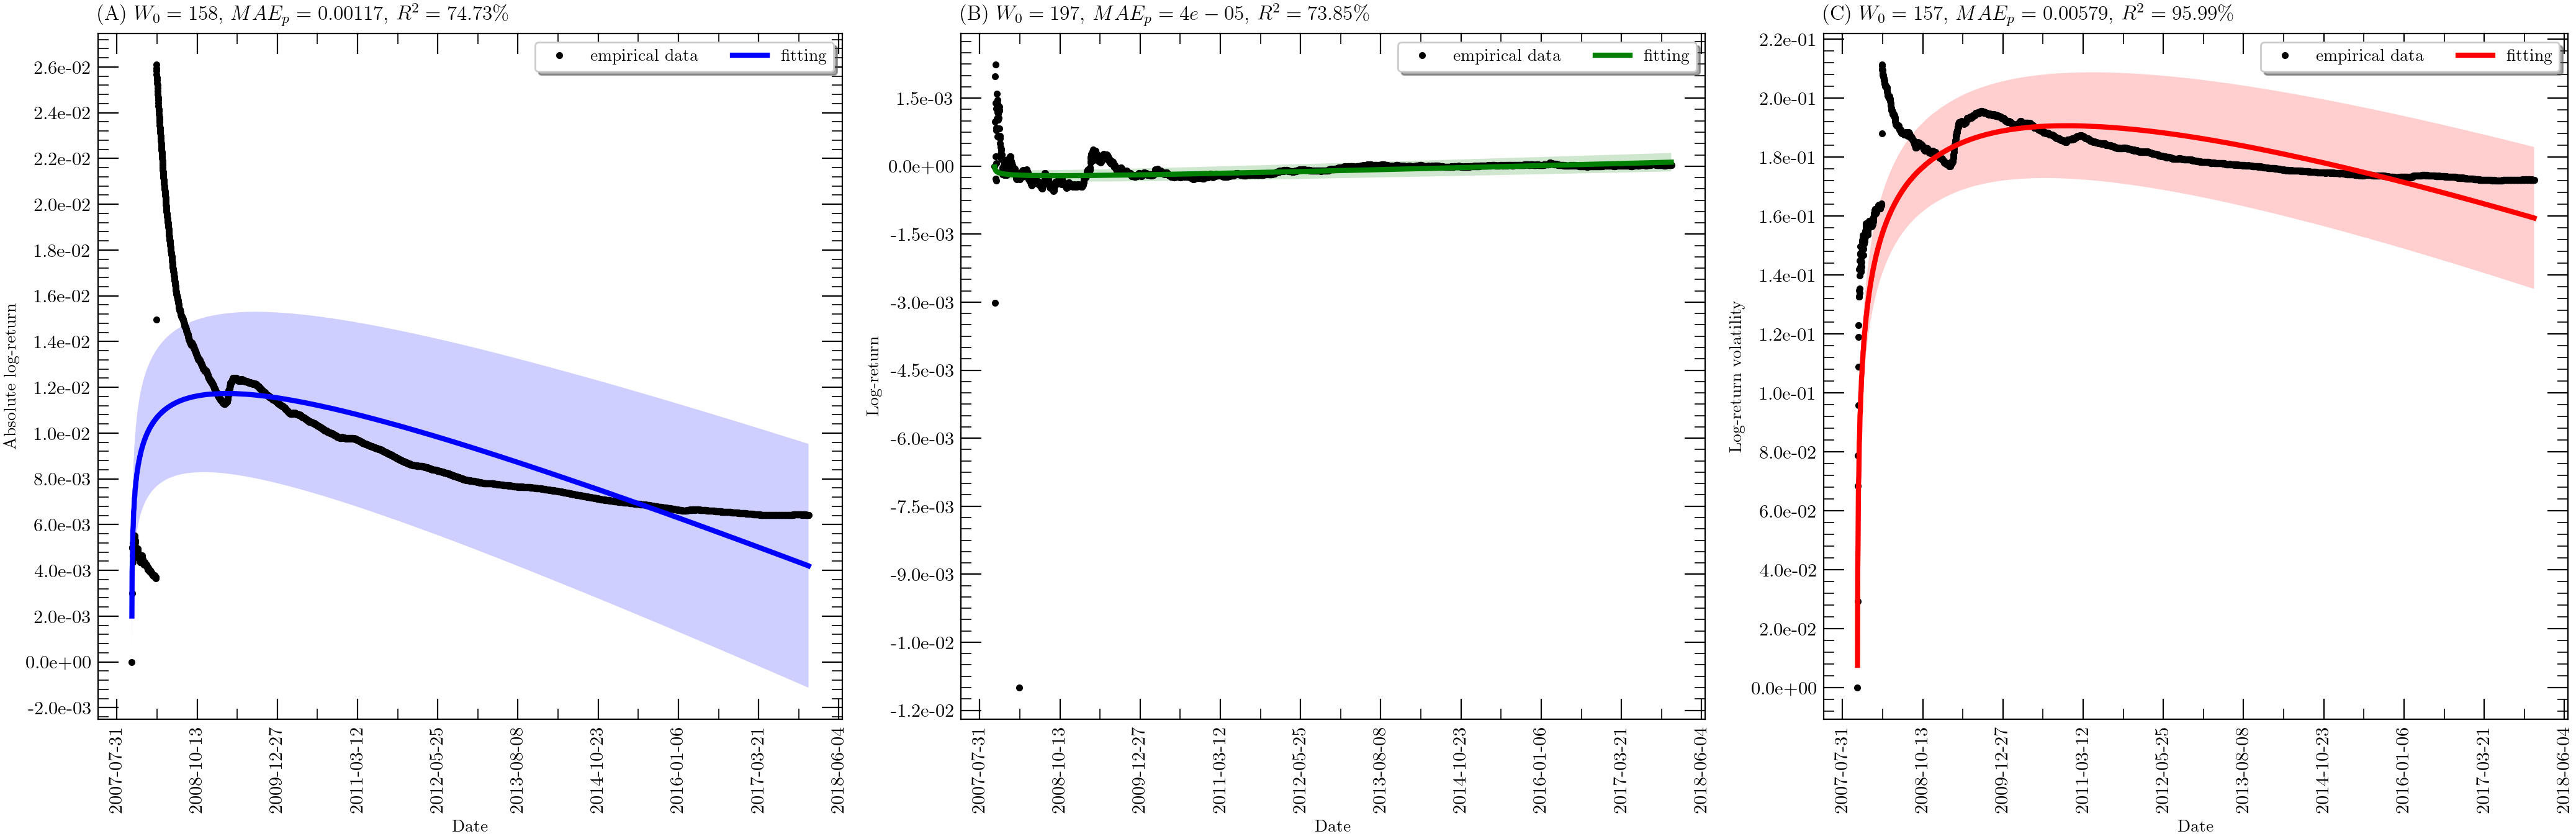 (A) W₀ = 158, MAEₚ = 0.00117, R² = 74.73%
empirical data
fitting
2.6e-02
2.4e-02
2.2e-02
2.0e-02
1.8e-02
1.6e-02
1.4e-02
1.2e-02
1.0e-02
8.0e-03
6.0e-03
4.0e-03
2.0e-03
0.0e+00
-2.0e-03
Absolute log-return
2007-07-31
2008-10-13
2009-12-27
2011-03-12
2012-05-25
2013-08-08
2014-10-23
2016-01-06
2017-03-21
2018-06-04
Date
(B) W₀ = 197, MAEₚ = 4e − 05, R² = 73.85%
empirical data
fitting
1.5e-03
0.0e+00
-1.5e-03
-3.0e-03
-4.5e-03
-6.0e-03
-7.5e-03
-9.0e-03
-1.0e-02
-1.2e-02
Log-return
2007-07-31
2008-10-13
2009-12-27
2011-03-12
2012-05-25
2013-08-08
2014-10-23
2016-01-06
2017-03-21
2018-06-04
Date
(C) W₀ = 157, MAEₚ = 0.00579, R² = 95.99%
empirical data
fitting
2.2e-01
2.0e-01
1.8e-01
1.6e-01
1.4e-01
1.2e-01
1.0e-01
8.0e-02
6.0e-02
4.0e-02
2.0e-02
0.0e+00
Log-return volatility
2007-07-31
2008-10-13
2009-12-27
2011-03-12
2012-05-25
2013-08-08
2014-10-23
2016-01-06
2017-03-21
2018-06-04
Date